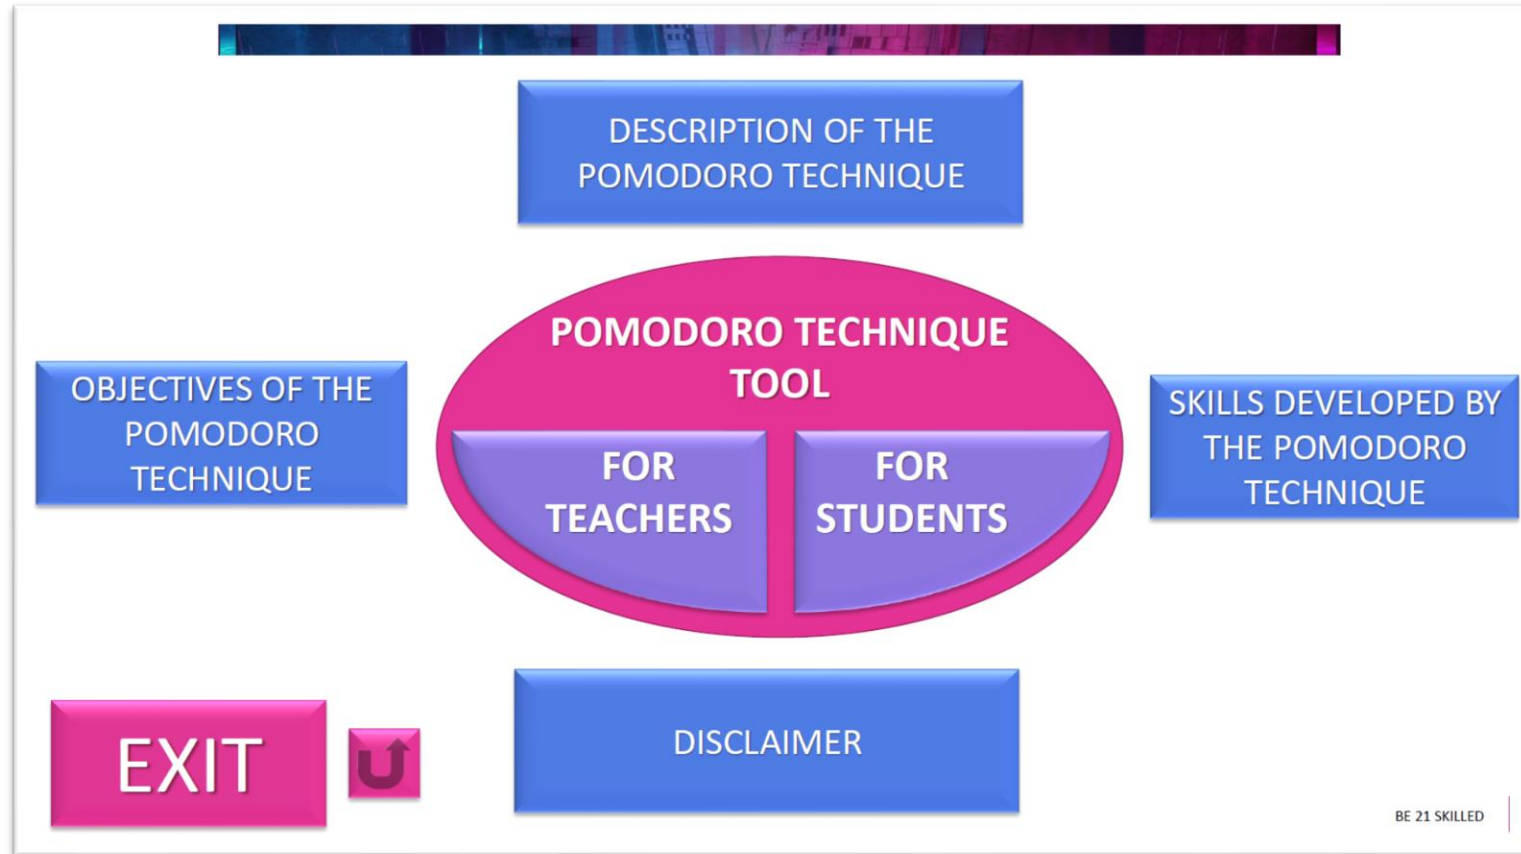 DESCRIPTION OF THE
POMODORO TECHNIQUE
POMODORO TECHNIQUE
TOOL
OBJECTIVES OF THE
POMODORO
TECHNIQUE
FOR
TEACHERS
FOR
STUDENTS
SKILLS DEVELOPED BY
THE POMODORO
TECHNIQUE
EXIT
DISCLAIMER
BE 21 SKILLED